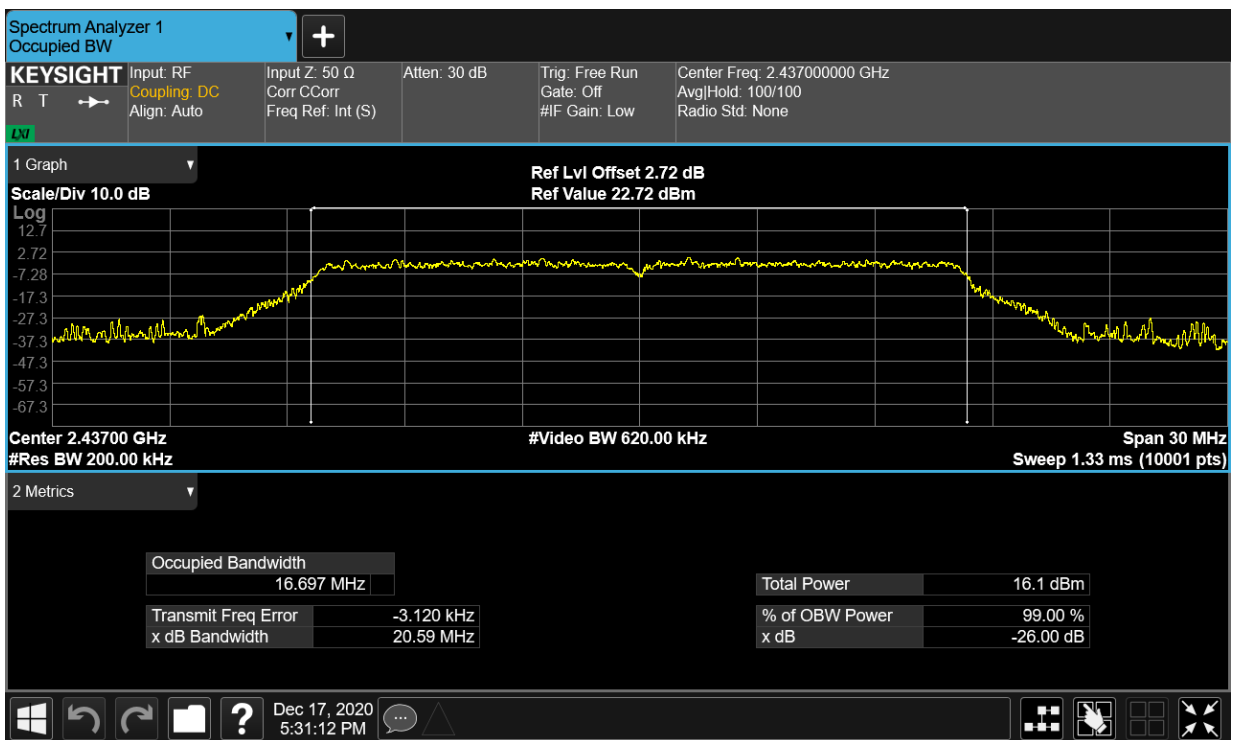 Spectrum Analyzer 1
Occupied BW
+
KEYSIGHT
R T
LXI
Input: RF
Coupling: DC
Align: Auto
Input Z: 50 Ω
Corr CCorr
Freq Ref: Int (S)
Atten: 30 dB
Trig: Free Run
Gate: Off
#IF Gain: Low
Center Freq: 2.437000000 GHz
Avg|Hold: 100/100
Radio Std: None
1 Graph
Scale/Div 10.0 dB
Ref Lvl Offset 2.72 dB
Ref Value 22.72 dBm
Log
12.7
2.72
-7.28
-17.3
-27.3
-37.3
-47.3
-57.3
-67.3
Center 2.43700 GHz
#Res BW 200.00 kHz
#Video BW 620.00 kHz
Span 30 MHz
Sweep 1.33 ms (10001 pts)
2 Metrics
Occupied Bandwidth
16.697 MHz
Total Power 16.1 dBm
Transmit Freq Error -3.120 kHz
% of OBW Power 99.00 %
x dB Bandwidth 20.59 MHz
x dB -26.00 dB
?
Dec 17, 2020
5:31:12 PM